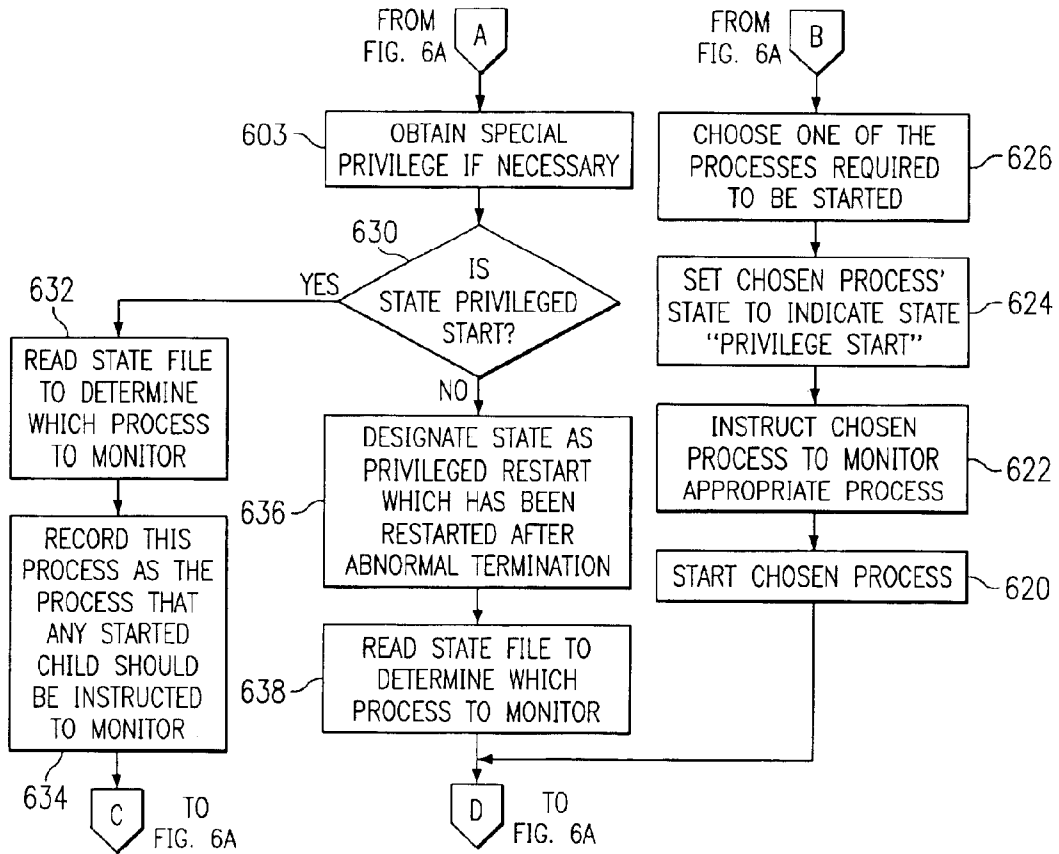 FROM
FIG. 6A
A
603
OBTAIN SPECIAL
PRIVILEGE IF NECESSARY
630
IS
STATE PRIVILEGED
START?
YES
NO
632
READ STATE FILE
TO DETERMINE
WHICH PROCESS
TO MONITOR
RECORD THIS
PROCESS AS THE
PROCESS THAT
ANY STARTED
CHILD SHOULD
BE INSTRUCTED
TO MONITOR
634
C
TO
FIG. 6A
636
DESIGNATE STATE AS
PRIVILEGED RESTART
WHICH HAS BEEN
RESTARTED AFTER
ABNORMAL TERMINATION
638
READ STATE FILE TO
DETERMINE WHICH
PROCESS TO MONITOR
D
TO
FIG. 6A
FROM
FIG. 6A
B
CHOOSE ONE OF THE
PROCESSES REQUIRED
TO BE STARTED
626
SET CHOSEN PROCESS'
STATE TO INDICATE STATE
"PRIVILEGE START"
624
INSTRUCT CHOSEN
PROCESS TO MONITOR
APPROPRIATE PROCESS
622
START CHOSEN PROCESS
620